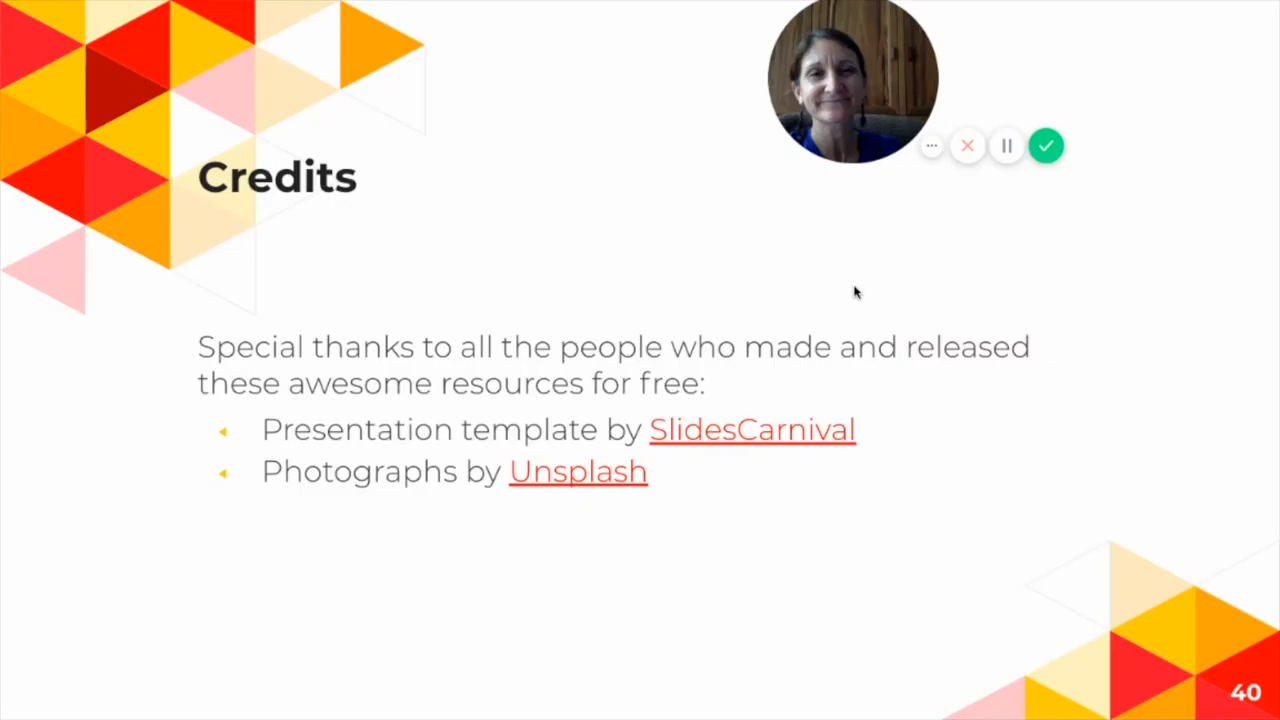 Credits
Special thanks to all the people who made and released
these awesome resources for free:
Presentation template by SlidesCarnival
Photographs by Unsplash
40